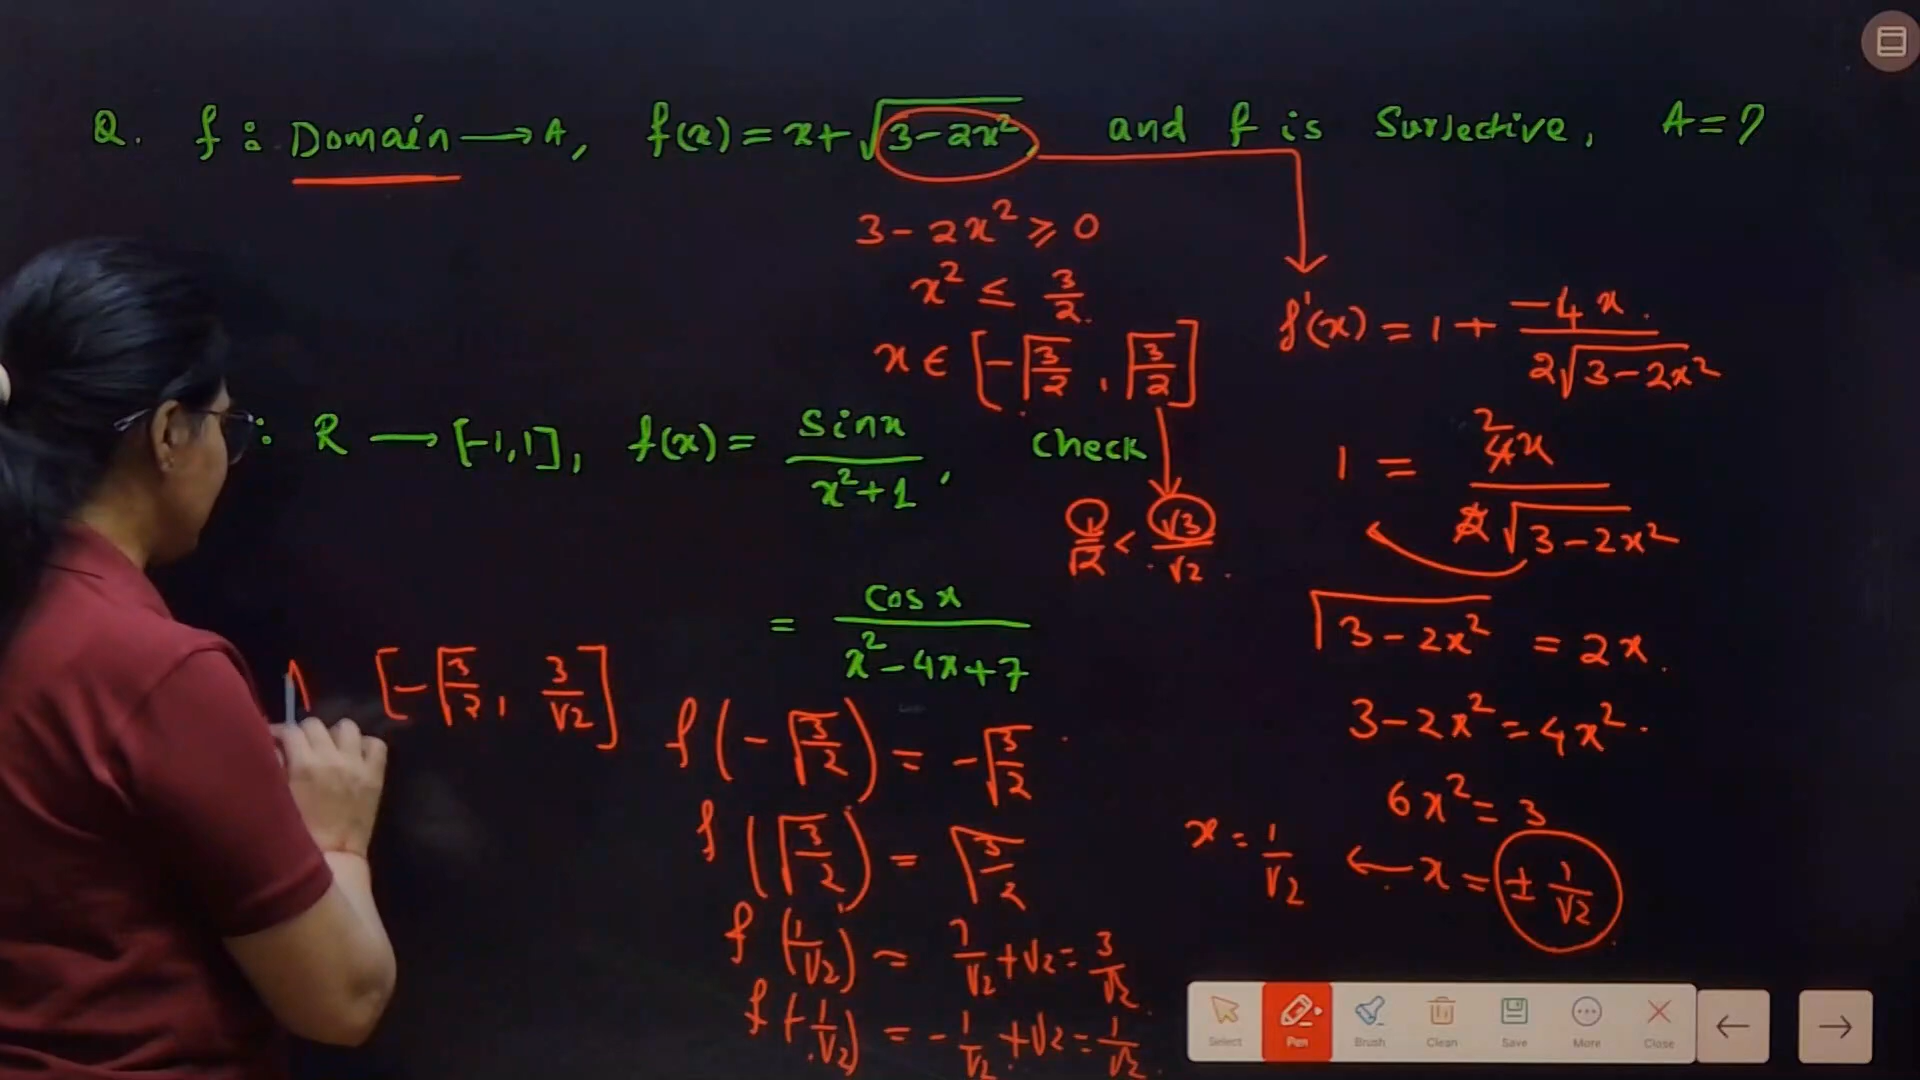 Q. f : Domain → A, f(x) = x + √(3 - 2x²), and f is Surjective, A = ?
3 - 2x² ≥ 0
x² ≤ 3/2
x ∈ [-√(3/2), √(3/2)]
f'(x) = 1 + (-4x)/(2√(3-2x²))
: R → [-1,1], f(x) = sinx/(x²+1), Check
1/√2 < √3/√2
1 = 4x/(2√(3-2x²))
2
= cos x/(x²-4x+7)
√(3-2x²) = 2x.
[-√(3/2), 3/√2]
3-2x² = 4x².
f(-√(3/2)) = -√(3/2)
6x² = 3
f(√(3/2)) = √(3/2)
x = 1/√2 ← x = ± 1/√2
f(1/√2) = 1/√2 + √2 = 3/√2
f(-1/√2) = -1/√2 + √2 = 1/√2
Select Pen Brush Clean Save More Close